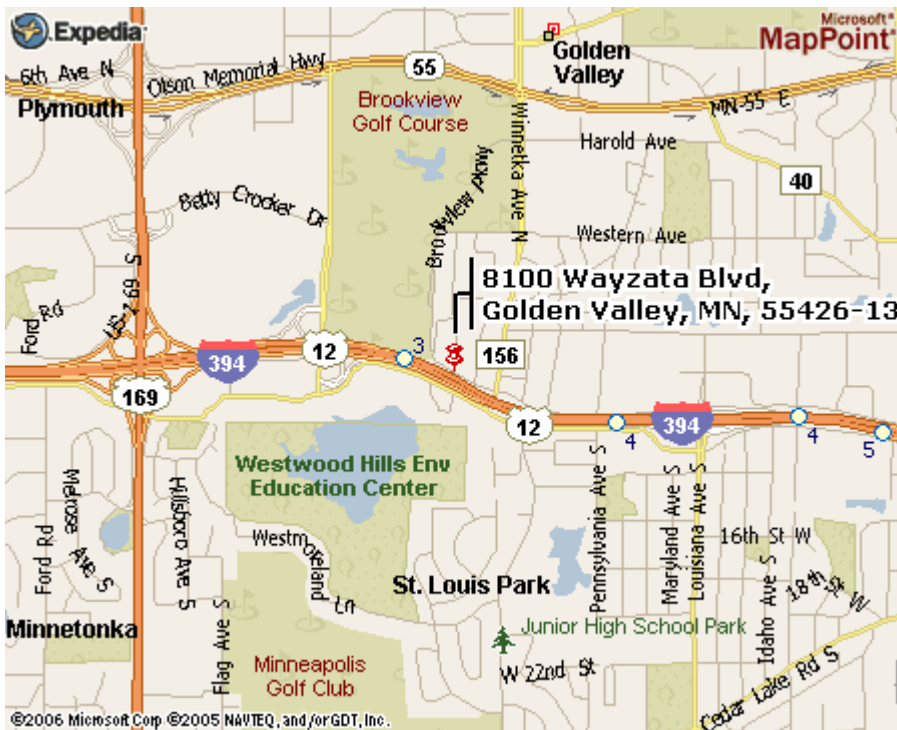 Expedia
Microsoft®
MapPoint®
6th Ave N
Olson Memorial Hwy
55
Golden
Valley
Plymouth
Brookview
Golf Course
MN-55 E
Winnetka Ave N
Harold Ave
40
Betty Crocker Dr
Brookview Pkwy
Western Ave
US-169 S
Ford Rd
8100 Wayzata Blvd,
Golden Valley, MN, 55426-13
394
12
3
156
169
12
4
394
4
5
Westwood Hills Env
Education Center
Melrose Ave S
Hillsboro Ave S
Ford Rd
Westmoreland Ln
Pennsylvania Ave S
Maryland Ave S
Louisiana Ave S
16th St W
18th St W
Idaho Ave S
St. Louis Park
Minnetonka
Flag Ave S
Junior High School Park
Minneapolis
Golf Club
W 22nd St
Cedar Lake Rd S
©2006 Microsoft Corp ©2005 NAVTEQ, and/or GDT, Inc.